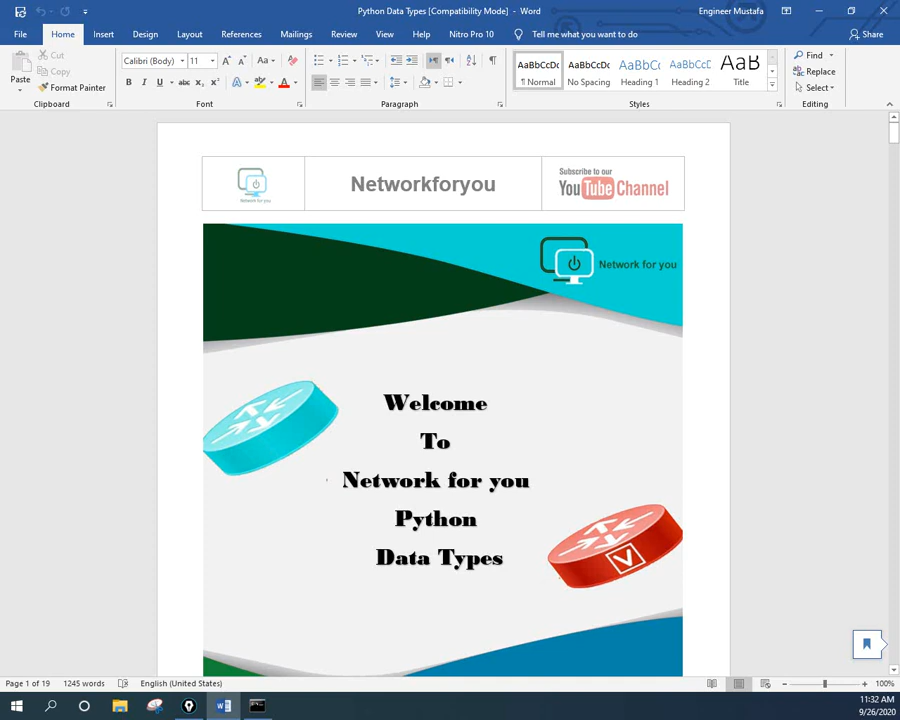 Python Data Types [Compatibility Mode] - Word
Engineer Mustafa
File Home Insert Design Layout References Mailings Review View Help Nitro Pro 10 Tell me what you want to do Share
Paste
Cut
Copy
Format Painter
Clipboard
Calibri (Body) 11
Font
Paragraph
AaBbCcDc AaBbCcDc AaBbCc AaBbCcD AaB
¶ Normal No Spacing Heading 1 Heading 2 Title
Styles
Find
Replace
Select
Editing
Network for you
Networkforyou
Subscribe to our
YouTube Channel
Network for you
Welcome
To
Network for you
Python
Data Types
V
Page 1 of 19 1245 words English (United States) 100%
11:32 AM
9/26/2020